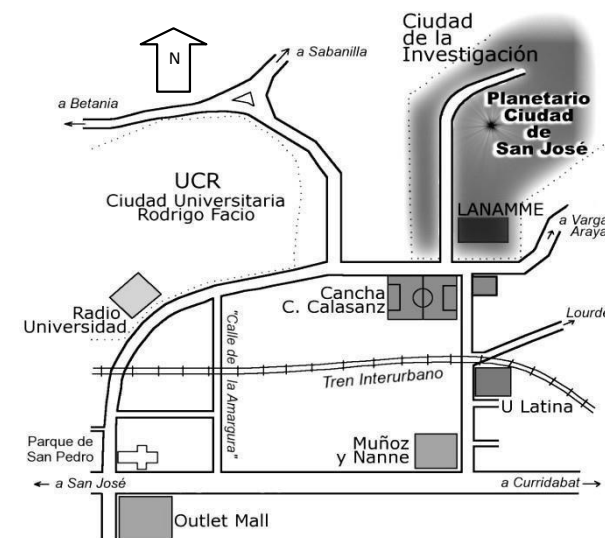 N
a Sabanilla
Ciudad
de la
Investigación
a Betania
Planetario
Ciudad
de
San José
UCR
Ciudad Universitaria
Rodrigo Facio
LANAMME
a Varga
Araya
Radio
Universidad
Cancha
C. Calasanz
"Calle de la Amargura"
Lourde
Tren Interurbano
U Latina
Parque de
San Pedro
Muñoz
y Nanne
a San José
a Curridabat
Outlet Mall